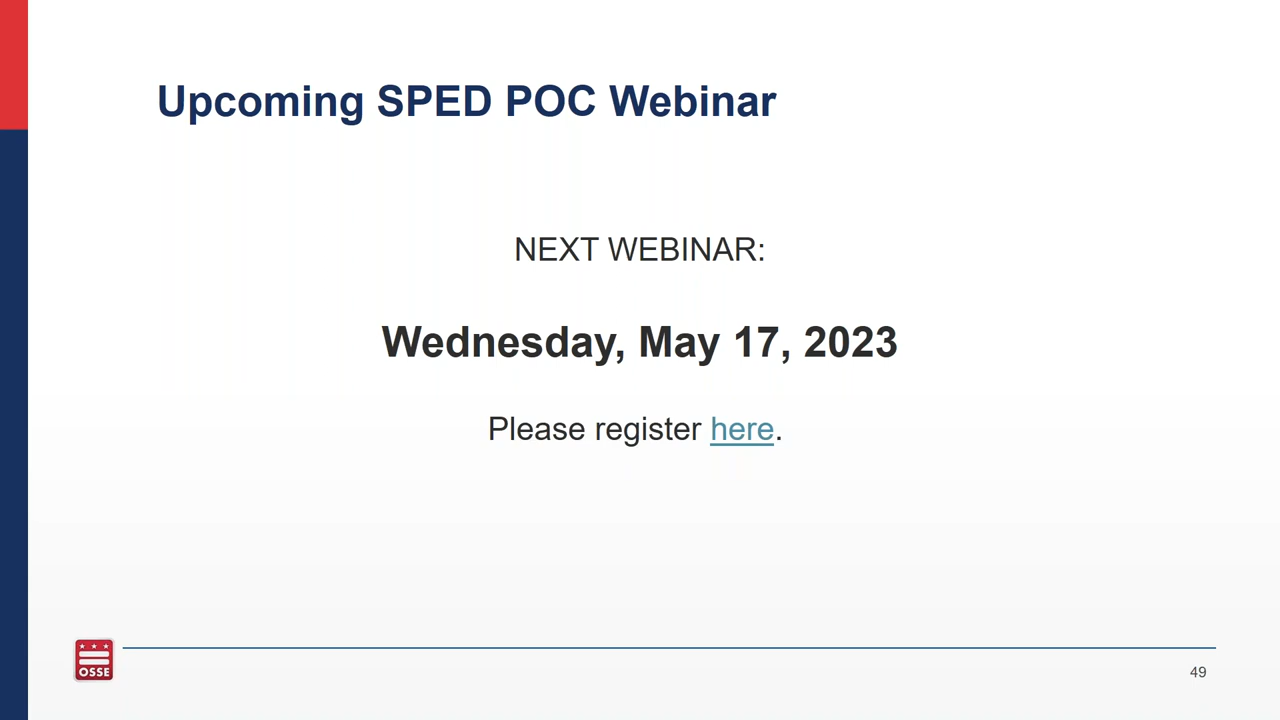 Upcoming SPED POC Webinar
NEXT WEBINAR:
Wednesday, May 17, 2023
Please register here.
OSSE
49